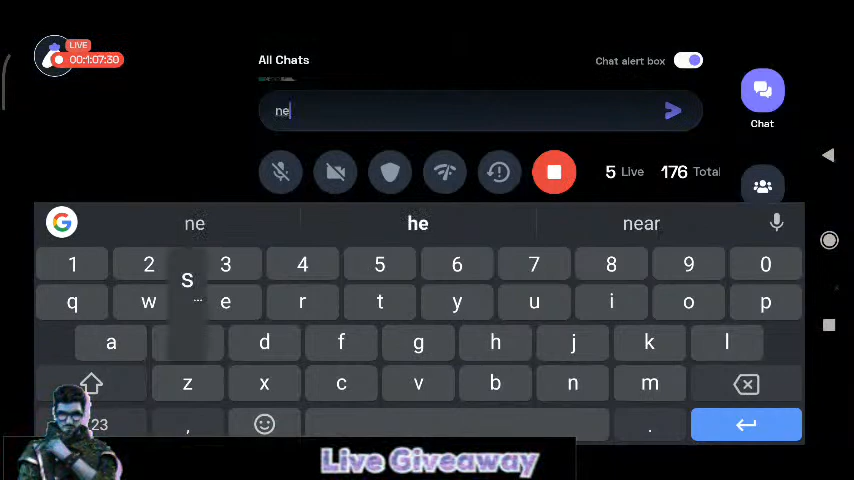 LIVE
00:1:07:30
All Chats
Chat alert box
ne
Chat
5 Live 176 Total
ne he near
1 2 3 4 5 6 7 8 9 0
s
q w e r t y u i o p
a d f g h j k l
z x c v b n m
23 , .
Live Giveaway